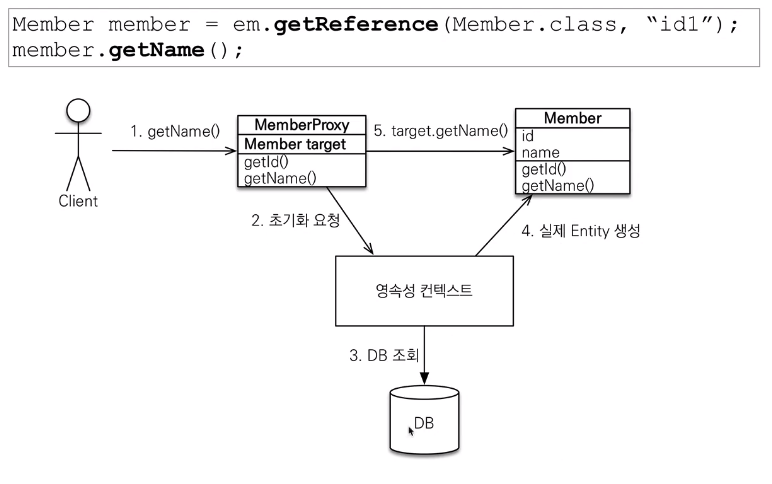 Member member = em.getReference(Member.class, “id1”);
member.getName();
1. getName()
MemberProxy
Member target
getId()
getName()
5. target.getName()
Member
id
name
getId()
getName()
Client
2. 초기화 요청
4. 실제 Entity 생성
영속성 컨텍스트
3. DB 조회
DB